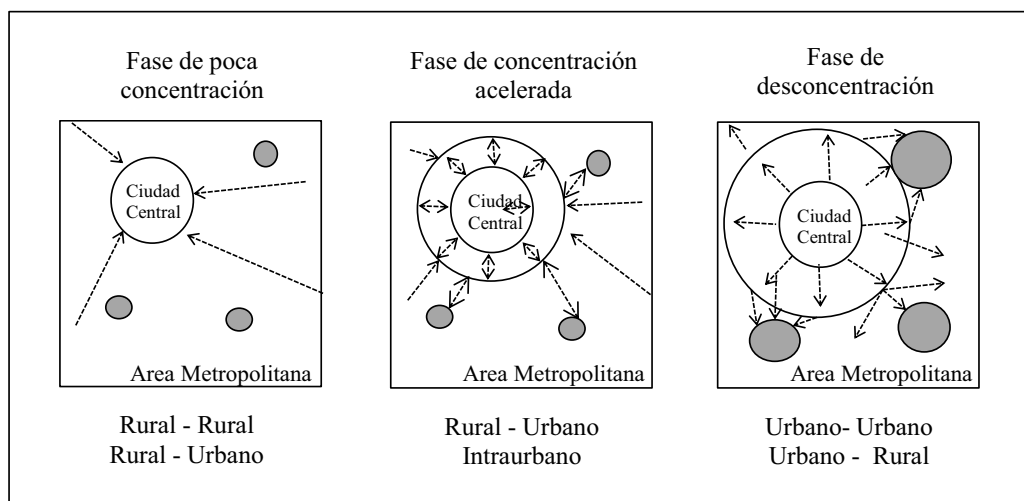 Fase de poca
concentración
Ciudad
Central
Area Metropolitana
Rural - Rural
Rural - Urbano
Fase de concentración
acelerada
Ciudad
Central
Area Metropolitana
Rural - Urbano
Intraurbano
Fase de
desconcentración
Ciudad
Central
Area Metropolitana
Urbano- Urbano
Urbano - Rural